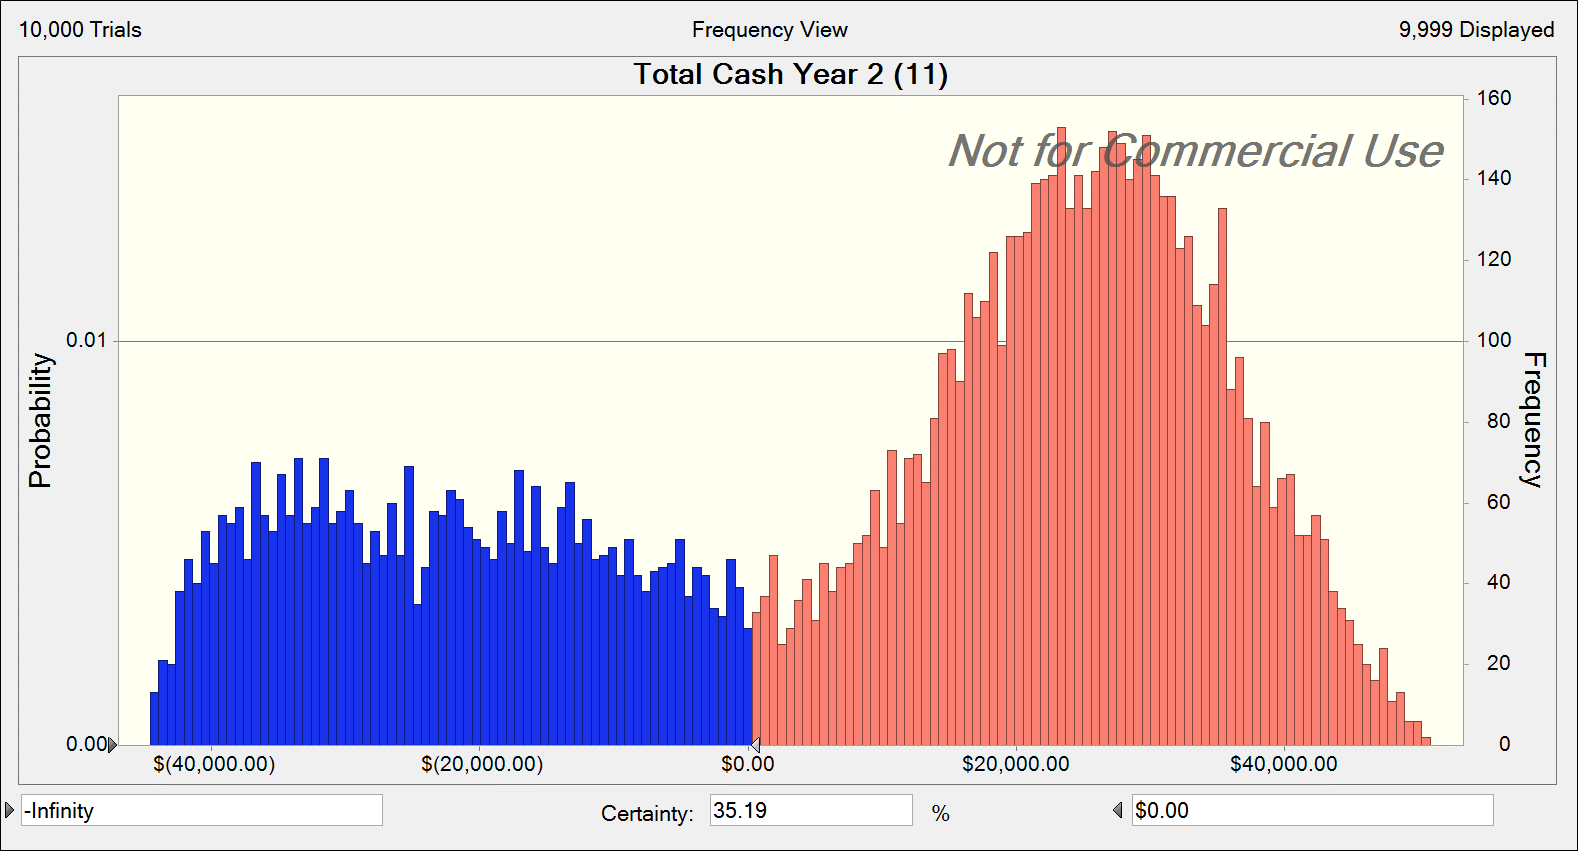 10,000 Trials
Frequency View
9,999 Displayed
Total Cash Year 2 (11)
Not for Commercial Use
Probability
0.01
0.00
160
140
120
100
80
60
40
20
0
Frequency
$(40,000.00)
$(20,000.00)
$0.00
$20,000.00
$40,000.00
-Infinity
Certainty:
35.19
%
$0.00